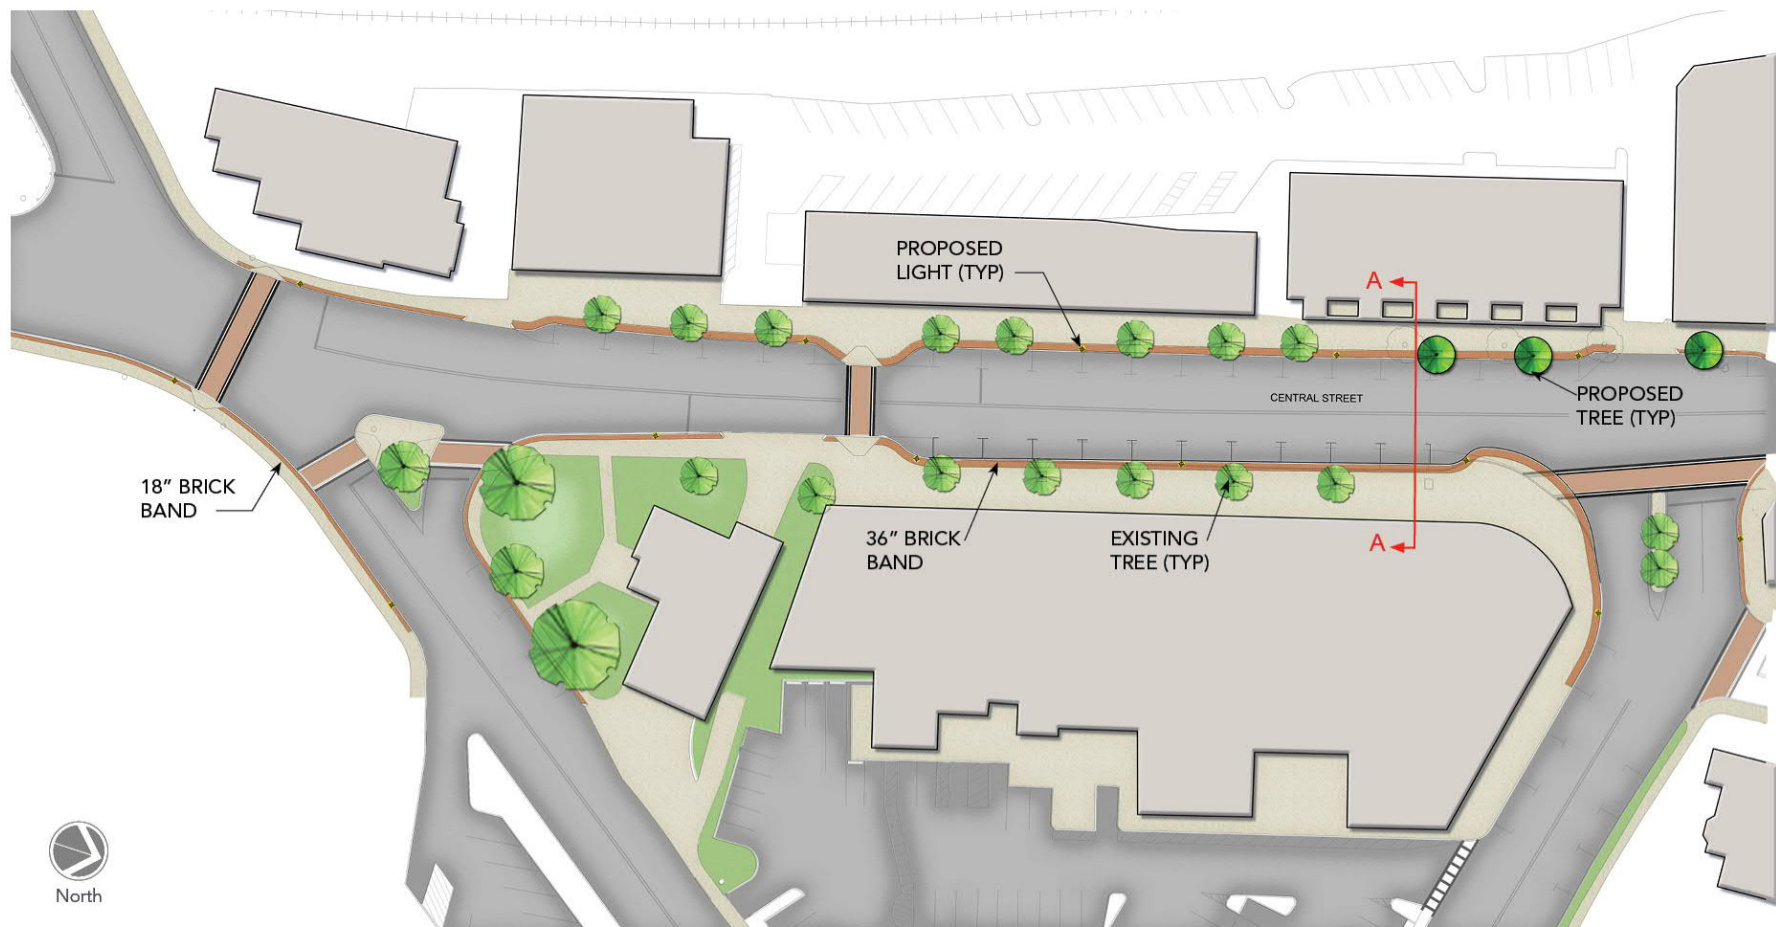 PROPOSED
LIGHT (TYP)
A
CENTRAL STREET
PROPOSED
TREE (TYP)
18” BRICK
BAND
36” BRICK
BAND
EXISTING
TREE (TYP)
A
North